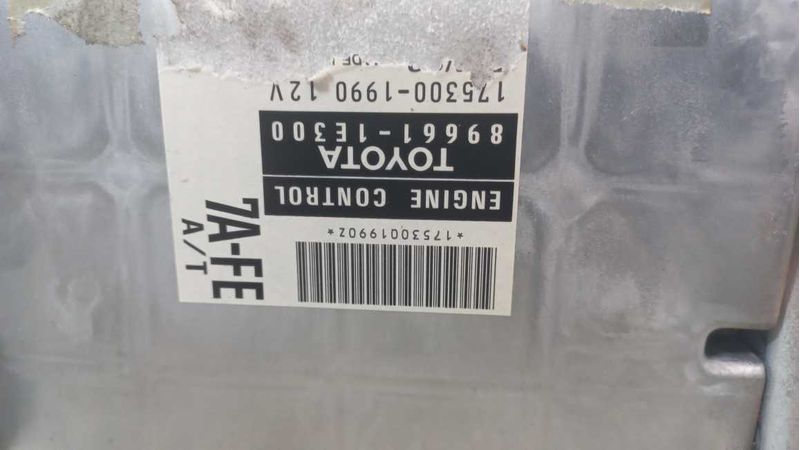 *1753001990Z*
ENGINE CONTROL
TOYOTA
89661-1E300
175300-1990 12V
7A-FE
A/T